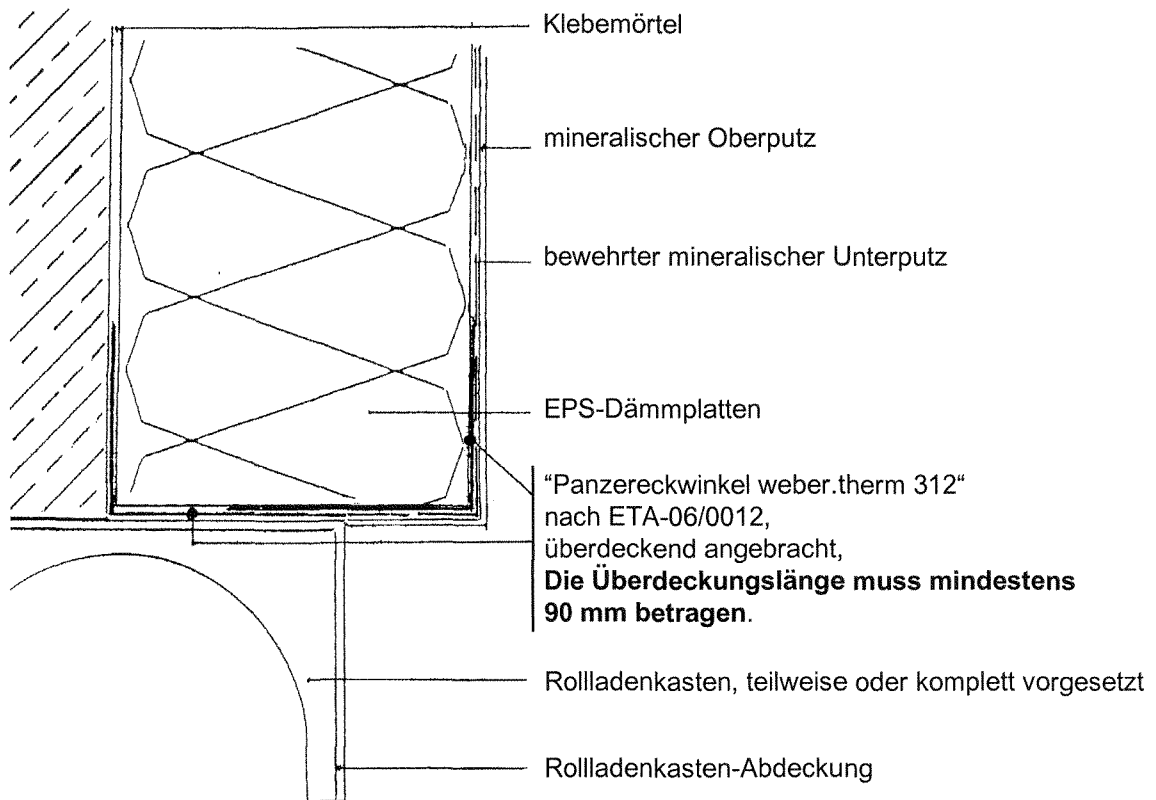 Klebemörtel
mineralischer Oberputz
bewehrter mineralischer Unterputz
EPS-Dämmplatten
“Panzereckwinkel weber.therm 312“
nach ETA-06/0012,
überdeckend angebracht,
Die Überdeckungslänge muss mindestens
90 mm betragen.
Rollladenkasten, teilweise oder komplett vorgesetzt
Rollladenkasten-Abdeckung